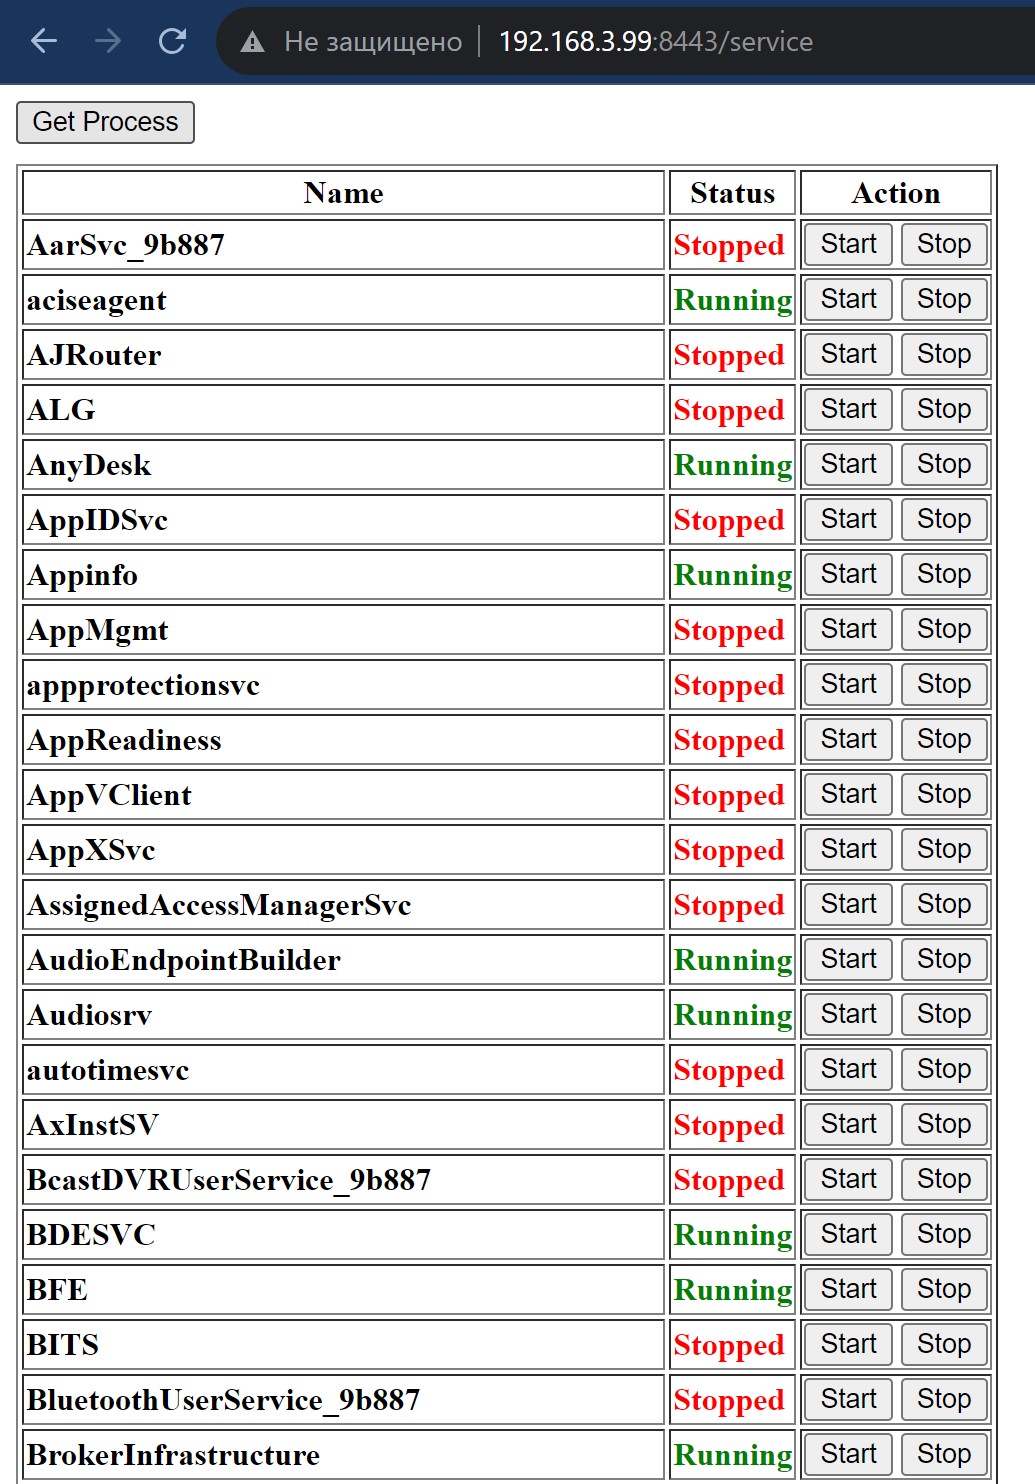 Не защищено 192.168.3.99:8443/service
Get Process
Name Status Action
AarSvc_9b887 Stopped Start Stop
aciseagent Running Start Stop
AJRouter Stopped Start Stop
ALG Stopped Start Stop
AnyDesk Running Start Stop
AppIDSvc Stopped Start Stop
Appinfo Running Start Stop
AppMgmt Stopped Start Stop
appprotectionsvc Stopped Start Stop
AppReadiness Stopped Start Stop
AppVClient Stopped Start Stop
AppXSvc Stopped Start Stop
AssignedAccessManagerSvc Stopped Start Stop
AudioEndpointBuilder Running Start Stop
Audiosrv Running Start Stop
autotimesvc Stopped Start Stop
AxInstSV Stopped Start Stop
BcastDVRUserService_9b887 Stopped Start Stop
BDESVC Running Start Stop
BFE Running Start Stop
BITS Stopped Start Stop
BluetoothUserService_9b887 Stopped Start Stop
BrokerInfrastructure Running Start Stop